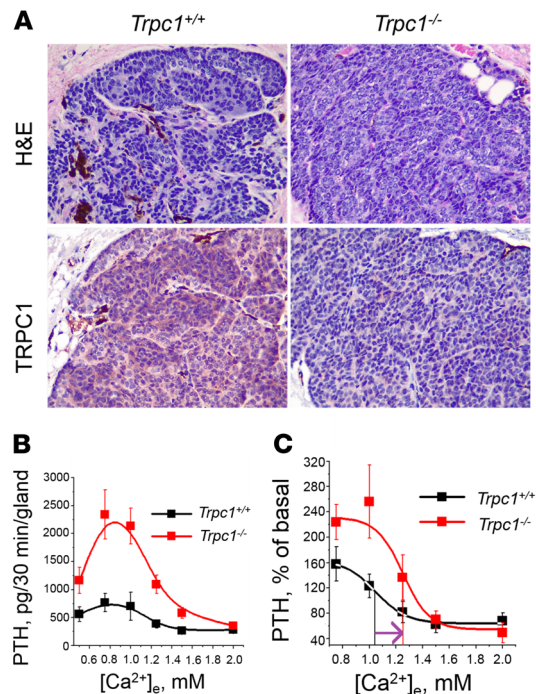 A
Trpc1+/+
Trpc1-/-
H&E
TRPC1
B
PTH, pg/30 min/gland
3000
2500
2000
1500
1000
500
0
Trpc1+/+
Trpc1-/-
0.6 0.8 1.0 1.2 1.4 1.6 1.8 2.0
[Ca2+]e, mM
C
PTH, % of basal
320
280
240
200
160
120
80
40
Trpc1+/+
Trpc1-/-
0.8 1.0 1.2 1.4 1.6 1.8 2.0
[Ca2+]e, mM